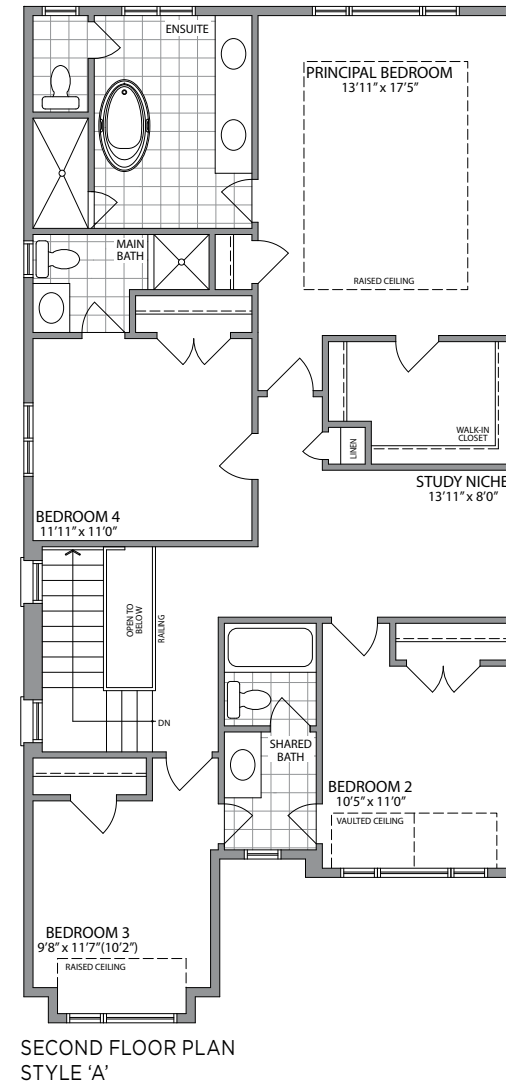 ENSUITE
PRINCIPAL BEDROOM
13'11" x 17'5"
RAISED CEILING
MAIN
BATH
WALK-IN
CLOSET
LINEN
STUDY NICHE
13'11" x 8'0"
BEDROOM 4
11'11" x 11'0"
OPEN TO
BELOW
RAILING
DN
SHARED
BATH
BEDROOM 2
10'5" x 11'0"
VAULTED CEILING
BEDROOM 3
9'8" x 11'7"(10'2")
RAISED CEILING
SECOND FLOOR PLAN
STYLE ‘A’